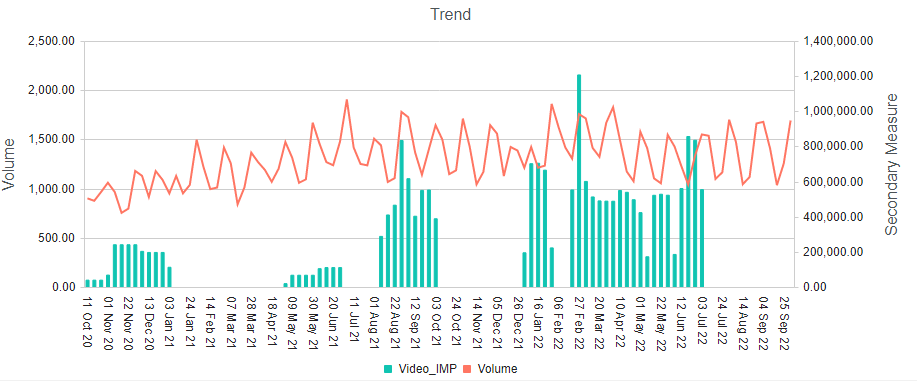 Trend
2,500.00
2,000.00
1,500.00
1,000.00
500.00
0.00
Volume
1,400,000.00
1,200,000.00
1,000,000.00
800,000.00
600,000.00
400,000.00
200,000.00
0.00
Secondary Measure
11 Oct 20
01 Nov 20
22 Nov 20
13 Dec 20
03 Jan 21
24 Jan 21
14 Feb 21
07 Mar 21
28 Mar 21
18 Apr 21
09 May 21
30 May 21
20 Jun 21
11 Jul 21
01 Aug 21
22 Aug 21
12 Sep 21
03 Oct 21
24 Oct 21
14 Nov 21
05 Dec 21
26 Dec 21
16 Jan 22
06 Feb 22
27 Feb 22
20 Mar 22
10 Apr 22
01 May 22
22 May 22
12 Jun 22
03 Jul 22
24 Jul 22
14 Aug 22
04 Sep 22
25 Sep 22
Video_IMP Volume